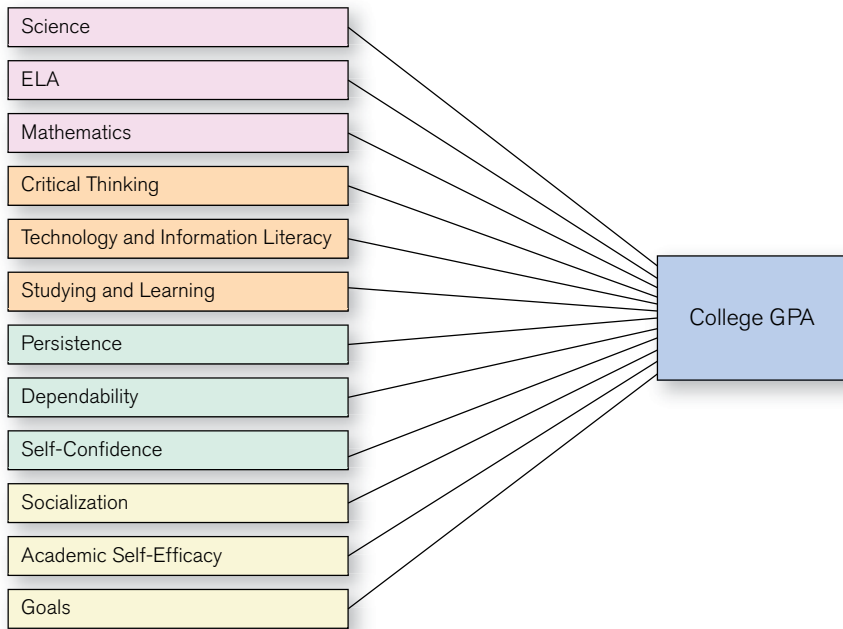 Science
ELA
Mathematics
Critical Thinking
Technology and Information Literacy
Studying and Learning
Persistence
Dependability
Self-Confidence
Socialization
Academic Self-Efficacy
Goals
College GPA